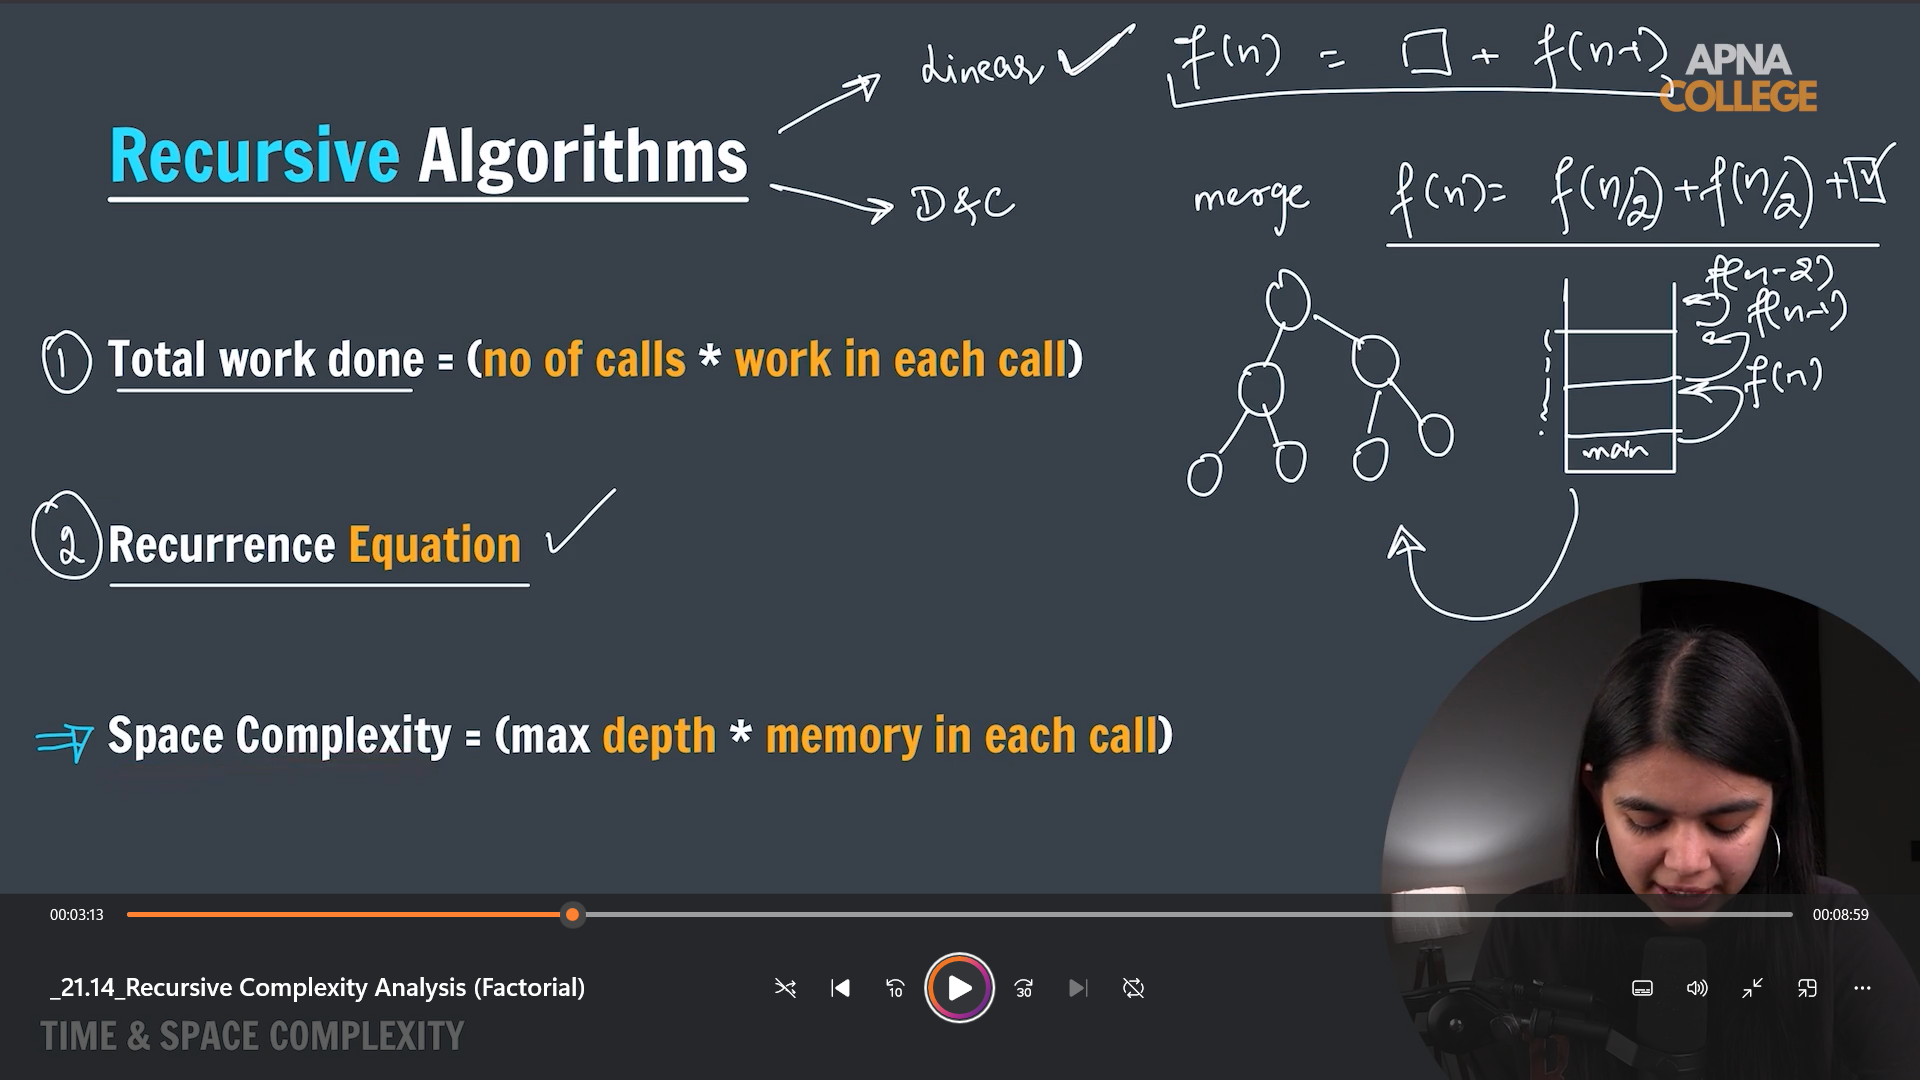 Linear ✓ f(n) = □ + f(n-1)
APNA
COLLEGE
Recursive Algorithms
D&C
merge f(n) = f(n/2) + f(n/2) + □ ✓
f(n-2)
f(n-1)
① Total work done = (no of calls * work in each call)
f(n)
main
② Recurrence Equation ✓
⇒ Space Complexity = (max depth * memory in each call)
00:03:13
00:08:59
_21.14_Recursive Complexity Analysis (Factorial)
10
30
TIME & SPACE COMPLEXITY